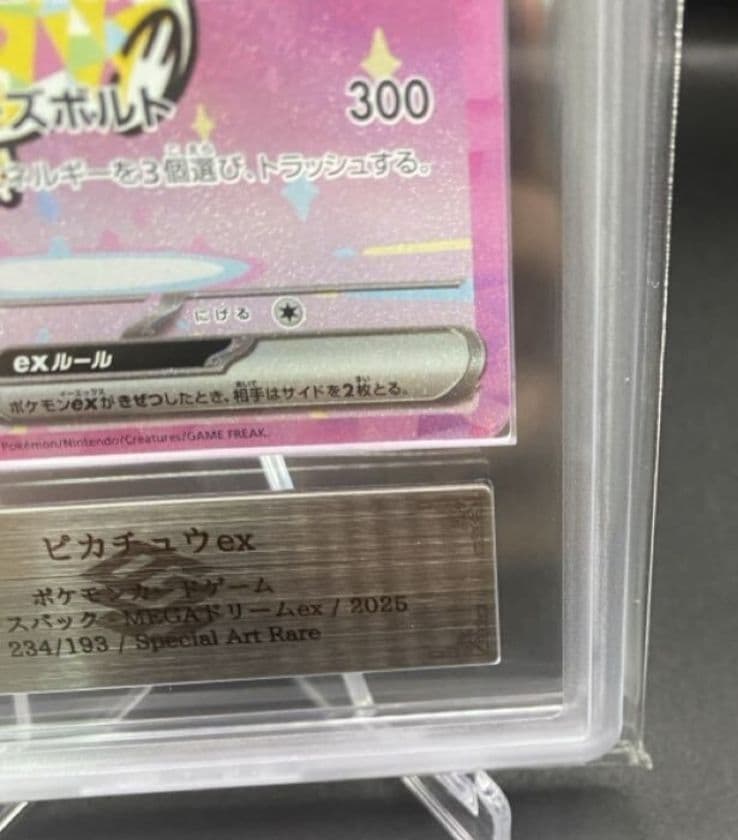 ズボルト 300
ネルギーを3個選び、トラッシュする。
にげる
exルール
ポケモンexがきぜつしたとき、相手はサイドを2枚とる。
Pokémon/Nintendo/Creatures/GAME FREAK.
ピカチュウex
ポケモンカードゲーム
スパック MEGAドリームex / 2025
234/193 / Special Art Rare